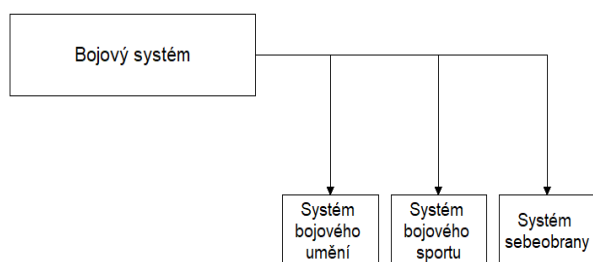 Bojový systém
Systém
bojového
umění
Systém
bojového
sportu
Systém
sebeobrany